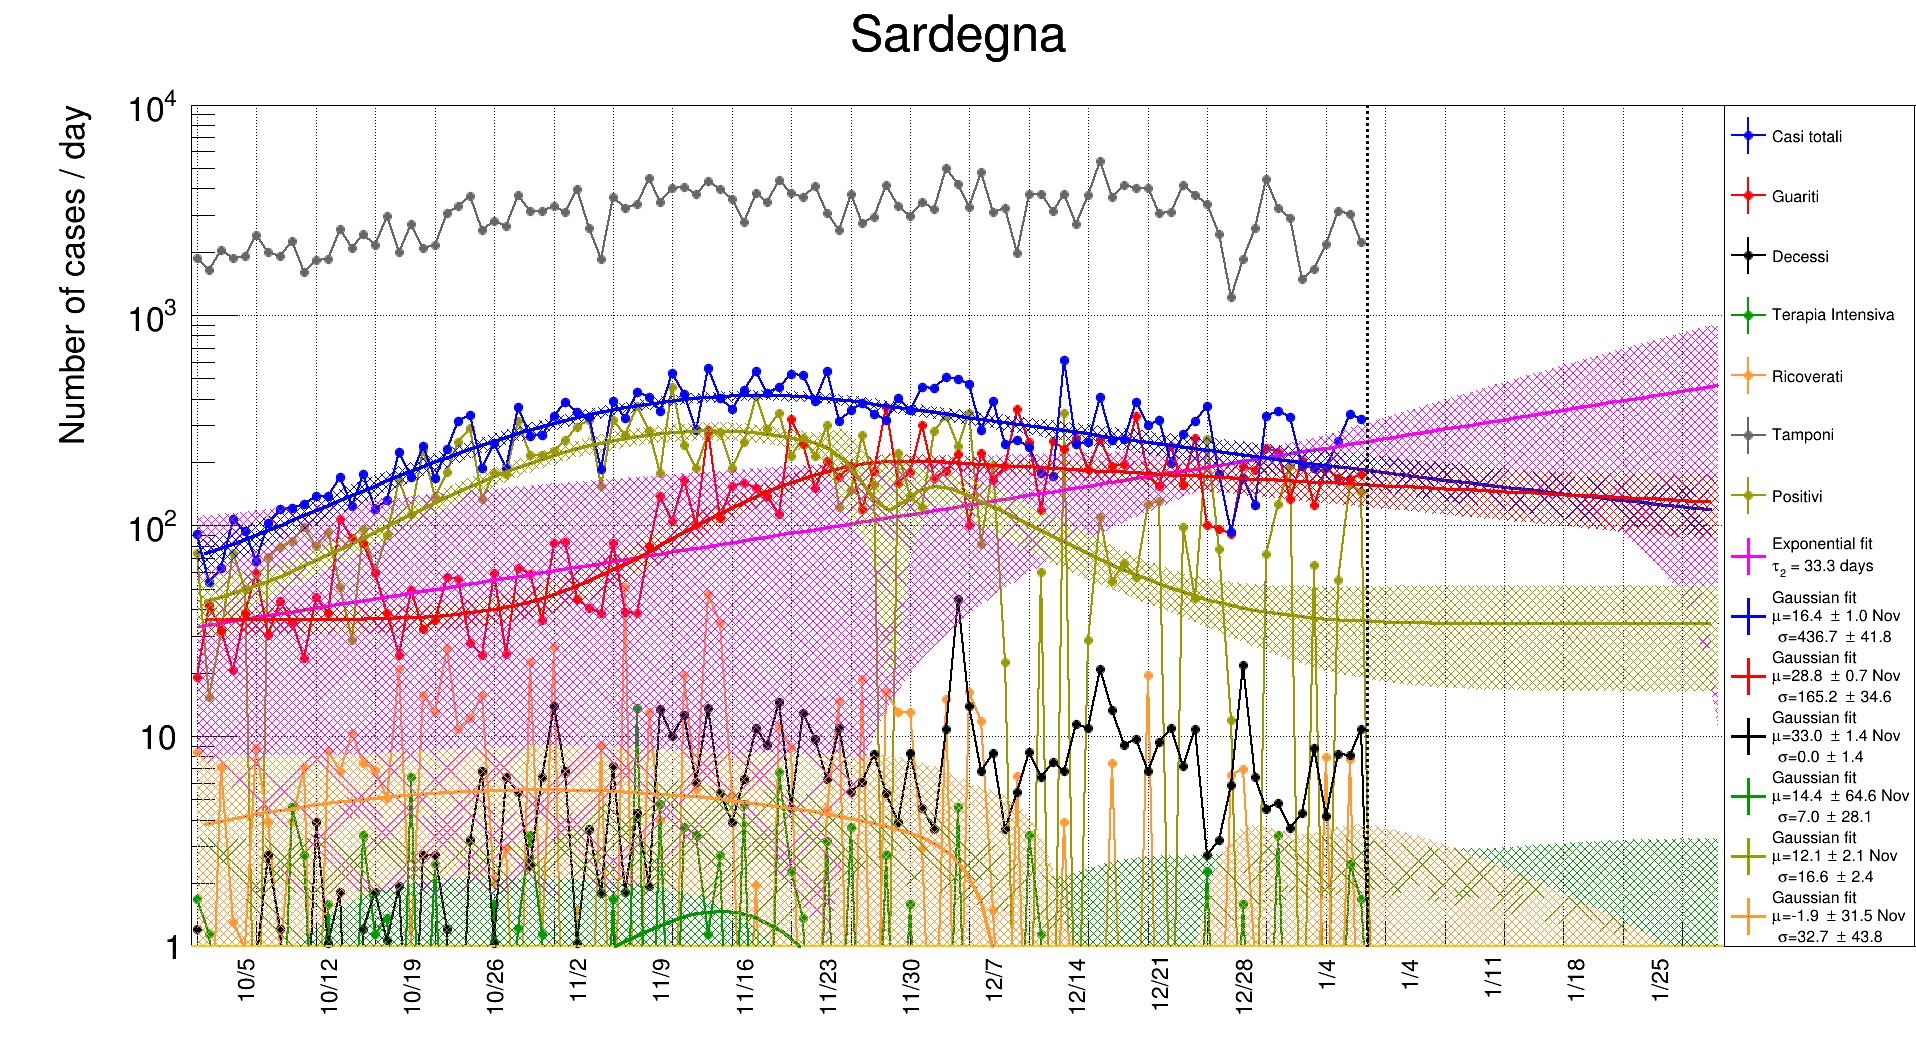 Sardegna
Number of cases / day
10⁴
10³
10²
10
1
10/5
10/12
10/19
10/26
11/2
11/9
11/16
11/23
11/30
12/7
12/14
12/21
12/28
1/4
1/4
1/11
1/18
1/25
Casi totali
Guariti
Decessi
Terapia Intensiva
Ricoverati
Tamponi
Positivi
Exponential fit
τ₂ = 33.3 days
Gaussian fit
μ=16.4 ± 1.0 Nov
σ=436.7 ± 41.8
Gaussian fit
μ=28.8 ± 0.7 Nov
σ=165.2 ± 34.6
Gaussian fit
μ=33.0 ± 1.4 Nov
σ=0.0 ± 1.4
Gaussian fit
μ=14.4 ± 64.6 Nov
σ=7.0 ± 28.1
Gaussian fit
μ=12.1 ± 2.1 Nov
σ=16.6 ± 2.4
Gaussian fit
μ=-1.9 ± 31.5 Nov
σ=32.7 ± 43.8